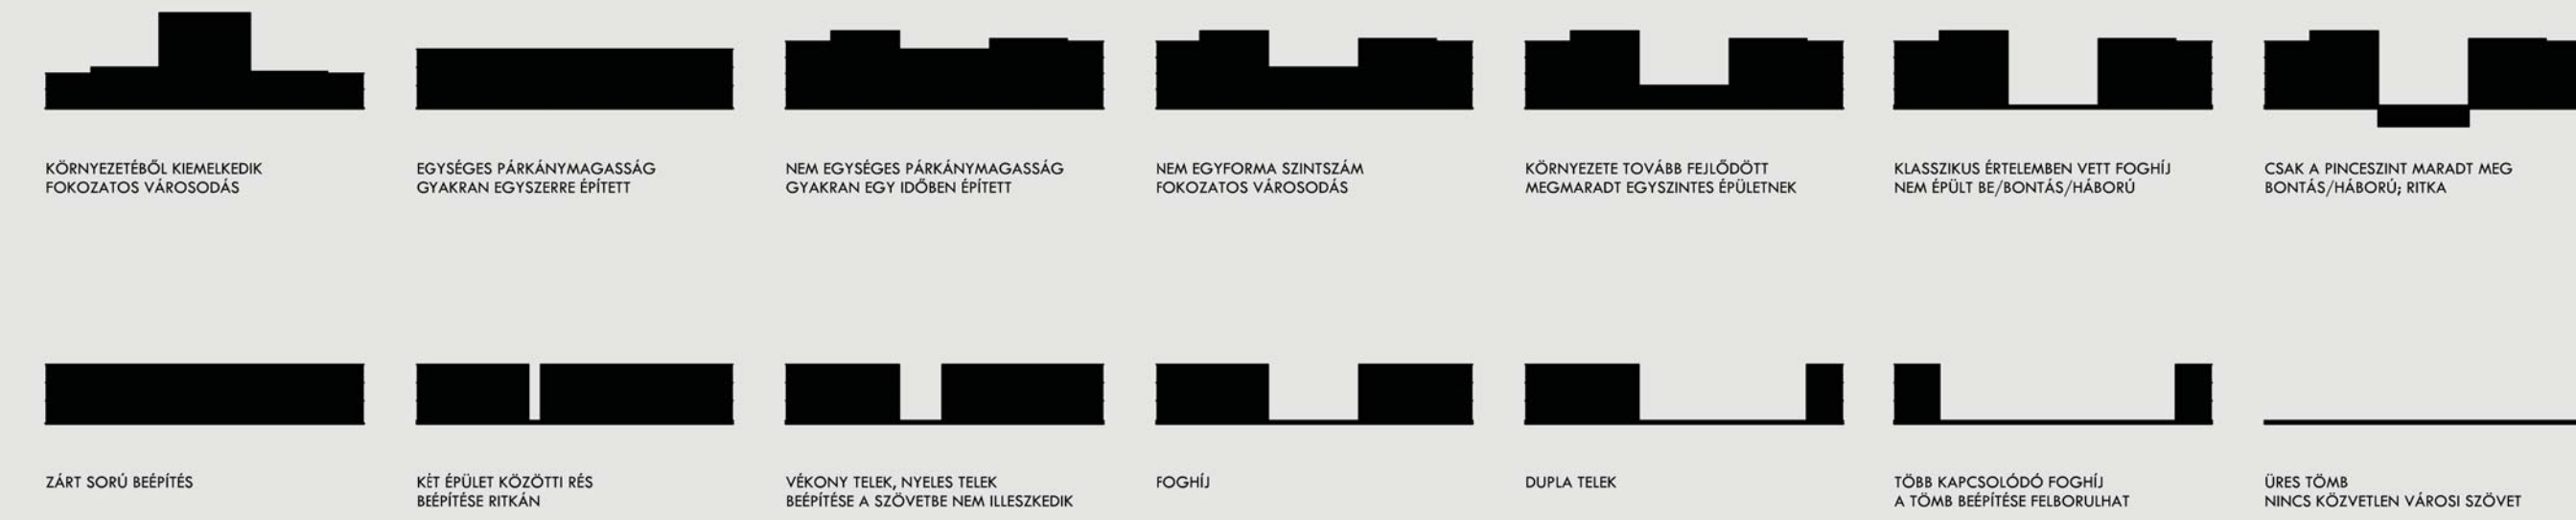 KÖRNYEZETÉBŐL KIEMELKEDIK
FOKOZATOS VÁROSODÁS
EGYSÉGES PÁRKÁNYMAGASSÁG
GYAKRAN EGYSZERRE ÉPÍTETT
NEM EGYSÉGES PÁRKÁNYMAGASSÁG
GYAKRAN EGY IDŐBEN ÉPÍTETT
NEM EGYFORMA SZINTSZÁM
FOKOZATOS VÁROSODÁS
KÖRNYEZETE TOVÁBB FEJLŐDÖTT
MEGMARADT EGYSZINTES ÉPÜLETNEK
KLASSZIKUS ÉRTELEMBEN VETT FOGHÍJ
NEM ÉPÜLT BE/BONTÁS/HÁBORÚ
CSAK A PINCESZINT MARADT MEG
BONTÁS/HÁBORÚ; RITKA
ZÁRT SORÚ BEÉPÍTÉS
KÉT ÉPÜLET KÖZÖTTI RÉS
BEÉPÍTÉSE RITKÁN
VÉKONY TELEK, NYELES TELEK
BEÉPÍTÉSE A SZÖVETBE NEM ILLESZKEDIK
FOGHÍJ
DUPLA TELEK
TÖBB KAPCSOLÓDÓ FOGHÍJ
A TÖMB BEÉPÍTÉSE FELBORULHAT
ÜRES TÖMB
NINCS KÖZVETLEN VÁROSI SZÖVET